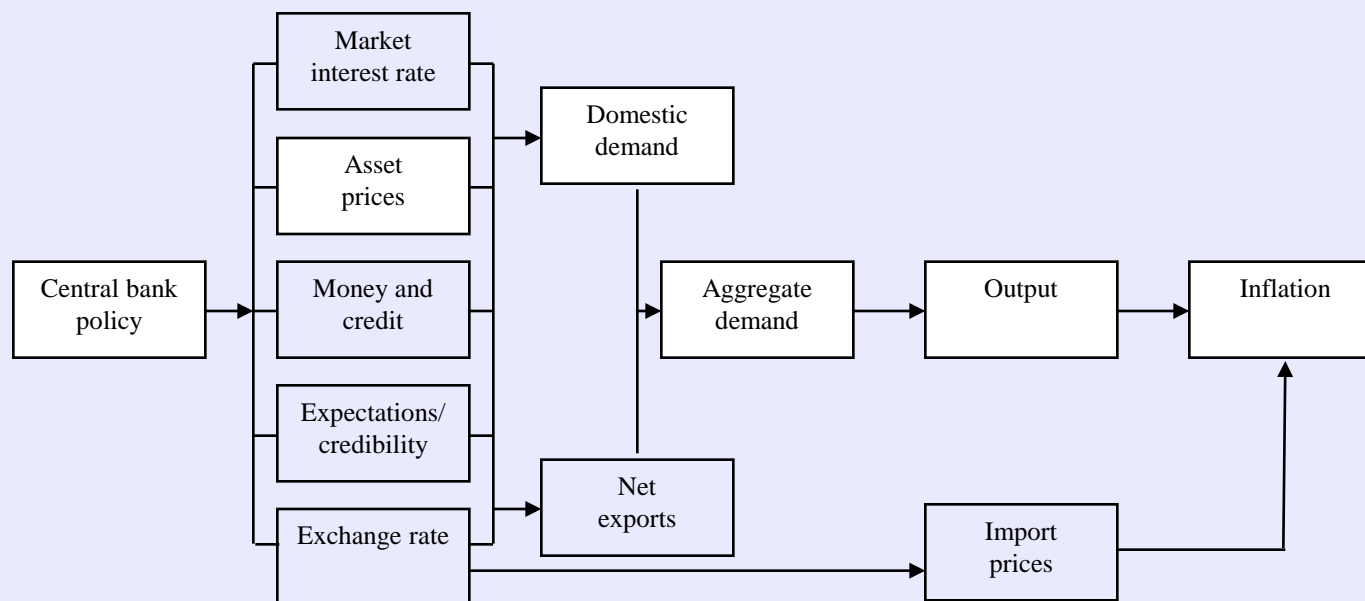 Market
interest rate
Asset
prices
Central bank
policy
Money and
credit
Expectations/
credibility
Exchange rate
Domestic
demand
Net
exports
Aggregate
demand
Output
Import
prices
Inflation